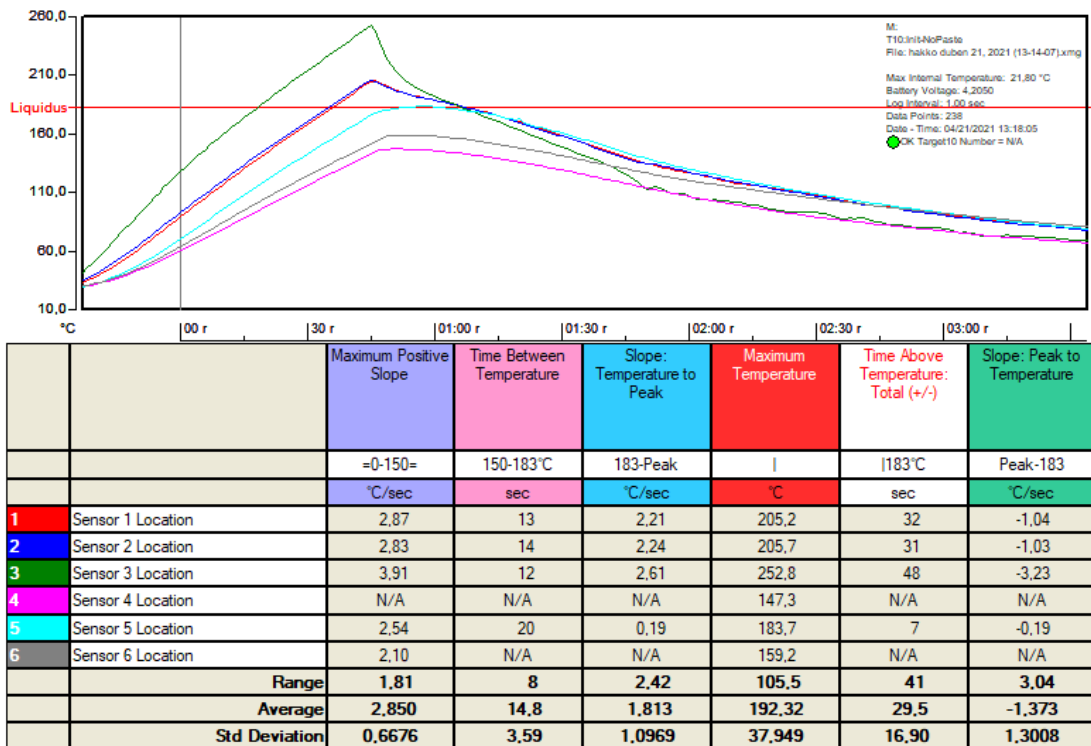 260,0
210,0
Liquidus
160,0
110,0
60,0
10,0
M:
T10:Init-NoPaste
File: hakko duben 21, 2021 (13-14-07).xmg
Max Internal Temperature: 21,80 °C
Battery Voltage: 4,2050
Log Interval: 1,00 sec
Data Points: 238
Date - Time: 04/21/2021 13:18:05
OK Target10 Number = N/A
°C 00 r 30 r 01:00 r 01:30 r 02:00 r 02:30 r 03:00 r
Maximum Positive Slope Time Between Temperature Slope: Temperature to Peak Maximum Temperature Time Above Temperature: Total (+/-) Slope: Peak to Temperature
=0-150= 150-183°C 183-Peak | |183°C Peak-183
°C/sec sec °C/sec °C sec °C/sec
1 Sensor 1 Location 2,87 13 2,21 205,2 32 -1,04
2 Sensor 2 Location 2,83 14 2,24 205,7 31 -1,03
3 Sensor 3 Location 3,91 12 2,61 252,8 48 -3,23
4 Sensor 4 Location N/A N/A N/A 147,3 N/A N/A
5 Sensor 5 Location 2,54 20 0,19 183,7 7 -0,19
6 Sensor 6 Location 2,10 N/A N/A 159,2 N/A N/A
Range 1,81 8 2,42 105,5 41 3,04
Average 2,850 14,8 1,813 192,32 29,5 -1,373
Std Deviation 0,6676 3,59 1,0969 37,949 16,90 1,3008